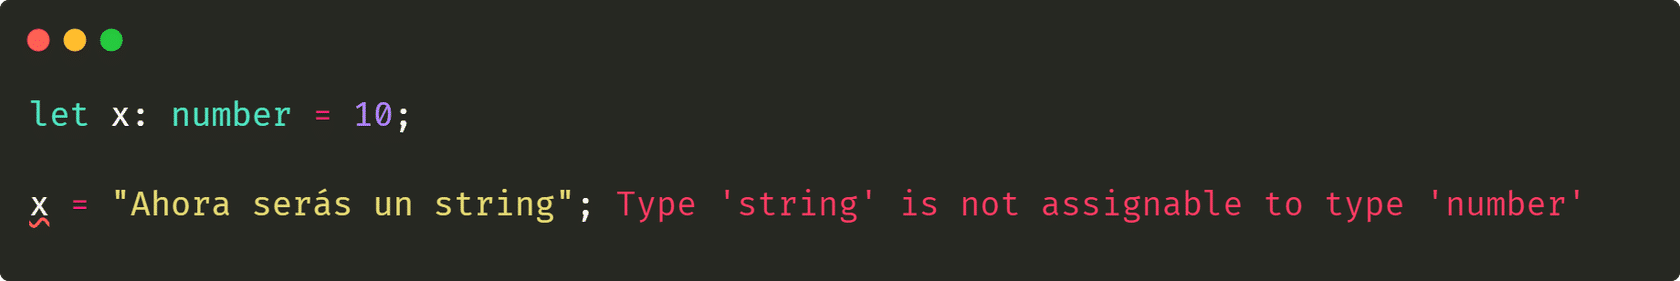 let x: number = 10;
x = "Ahora serás un string"; Type 'string' is not assignable to type 'number'